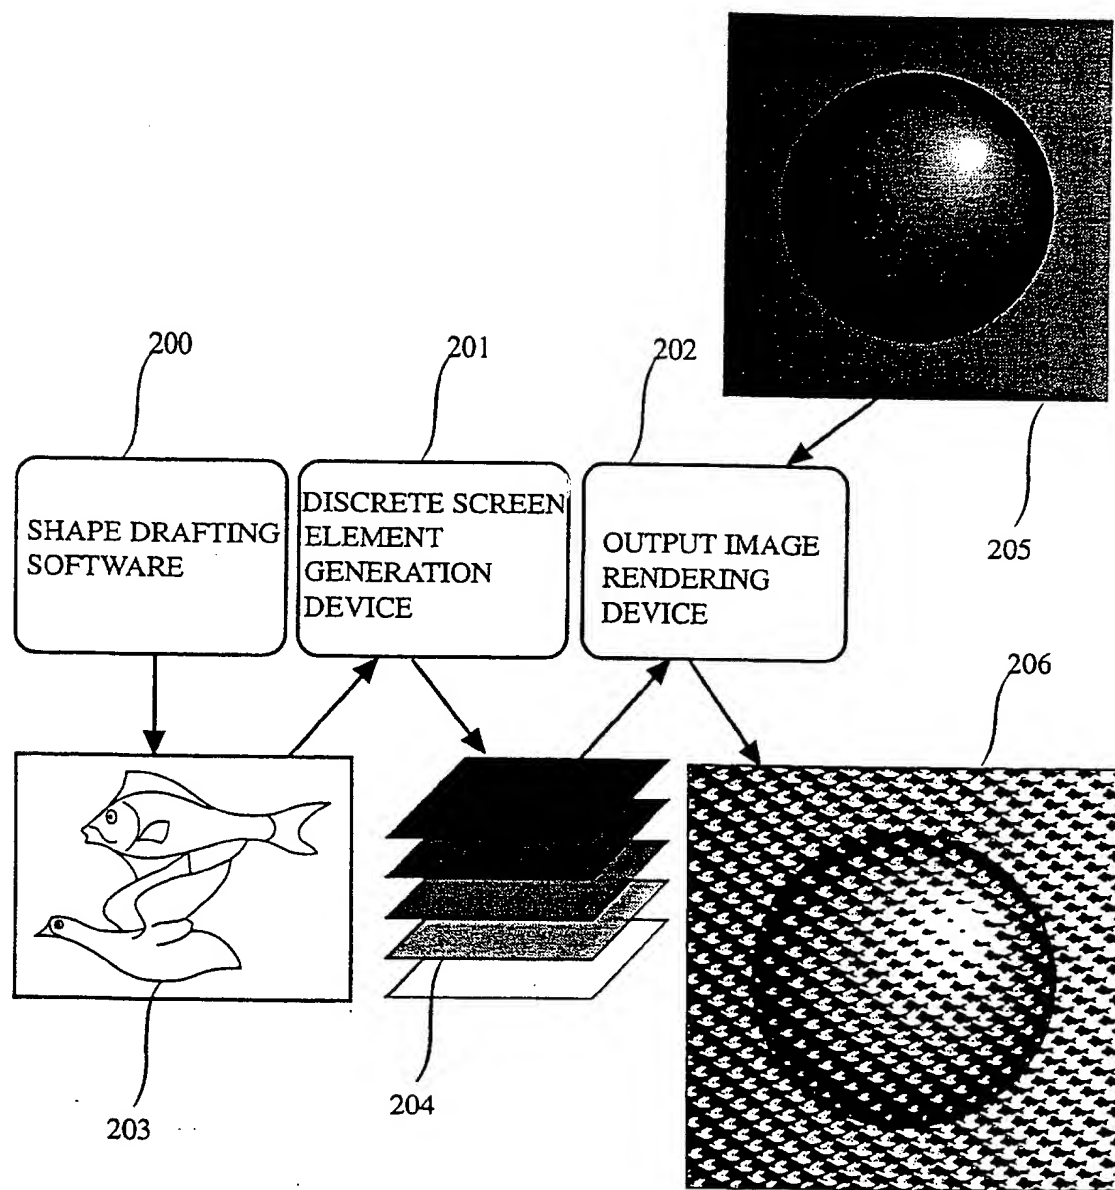 200
201
202
205
SHAPE DRAFTING
SOFTWARE
DISCRETE SCREEN
ELEMENT
GENERATION
DEVICE
OUTPUT IMAGE
RENDERING
DEVICE
206
203
204